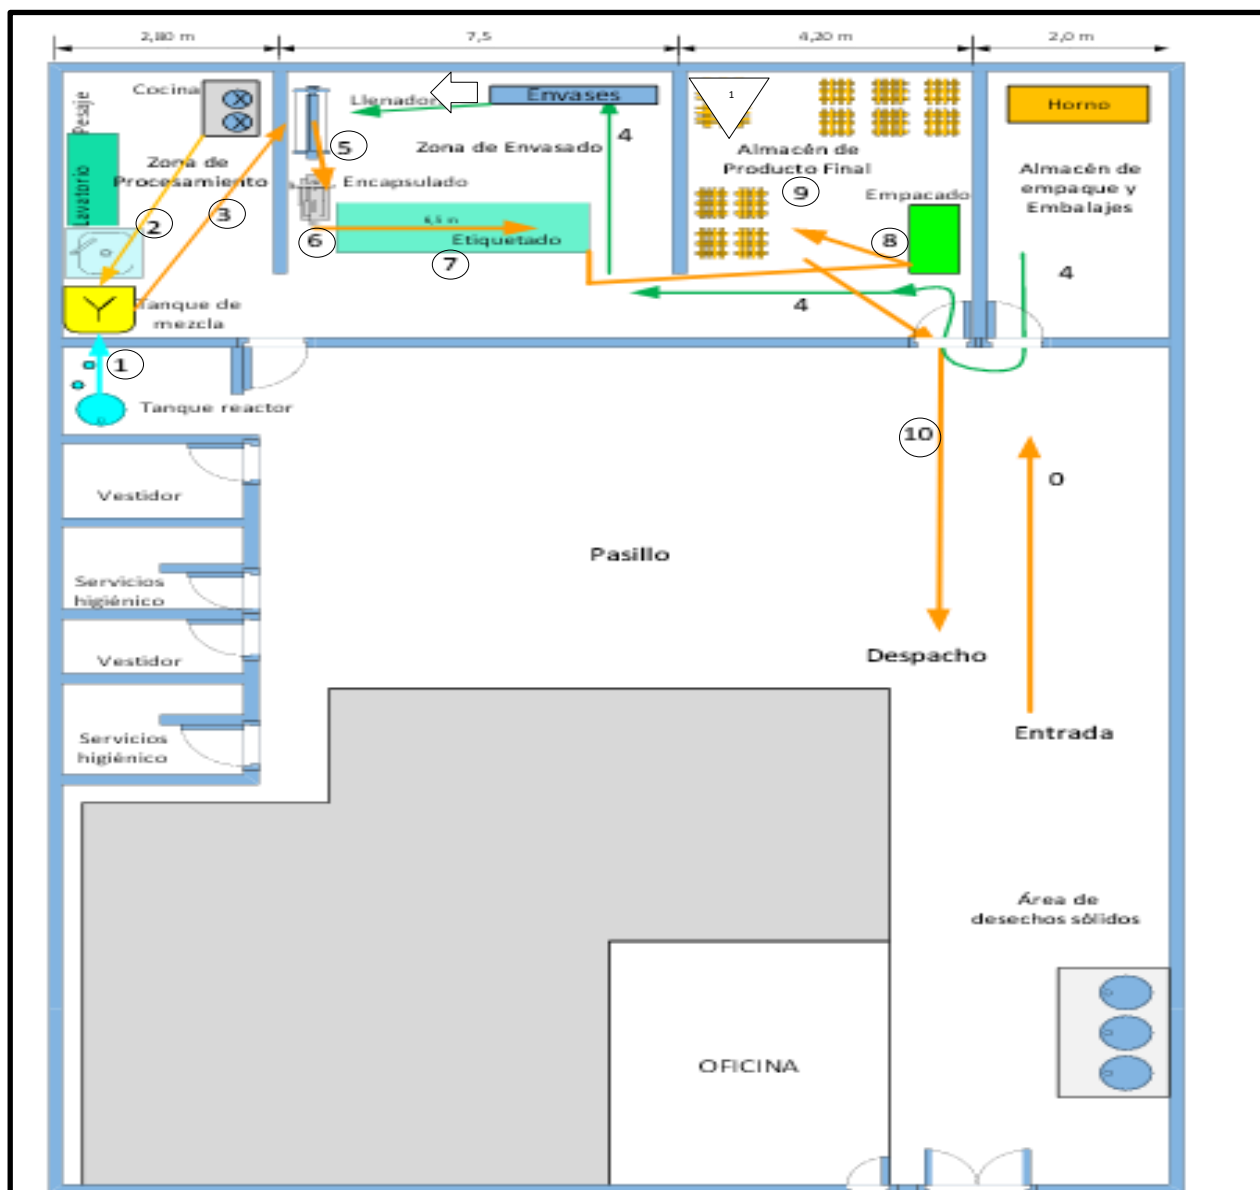 2,80 m
7,5
4,20 m
2,0 m
Cocina
Pesaje
Lavatorio
Zona de
Procesamiento
2
3
Tanque de
mezcla
1
Tanque reactor
Llenador
Envases
4
5
Zona de Envasado
Encapsulado
6,5 m
6
Etiquetado
7
1
Almacén de
Producto Final
9
Empacado
8
4
Horno
Almacén de
empaque y
Embalajes
4
10
0
Vestidor
Servicios
higiénico
Vestidor
Servicios
higiénico
Pasillo
Despacho
Entrada
Área de
desechos sólidos
OFICINA